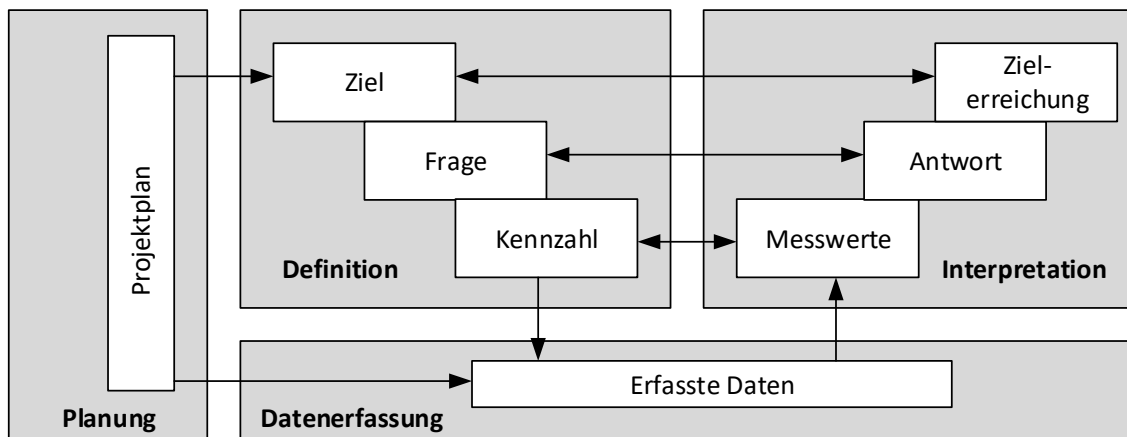 Projektplan
Planung
Ziel
Frage
Kennzahl
Definition
Ziel-
erreichung
Antwort
Messwerte
Interpretation
Erfasste Daten
Datenerfassung